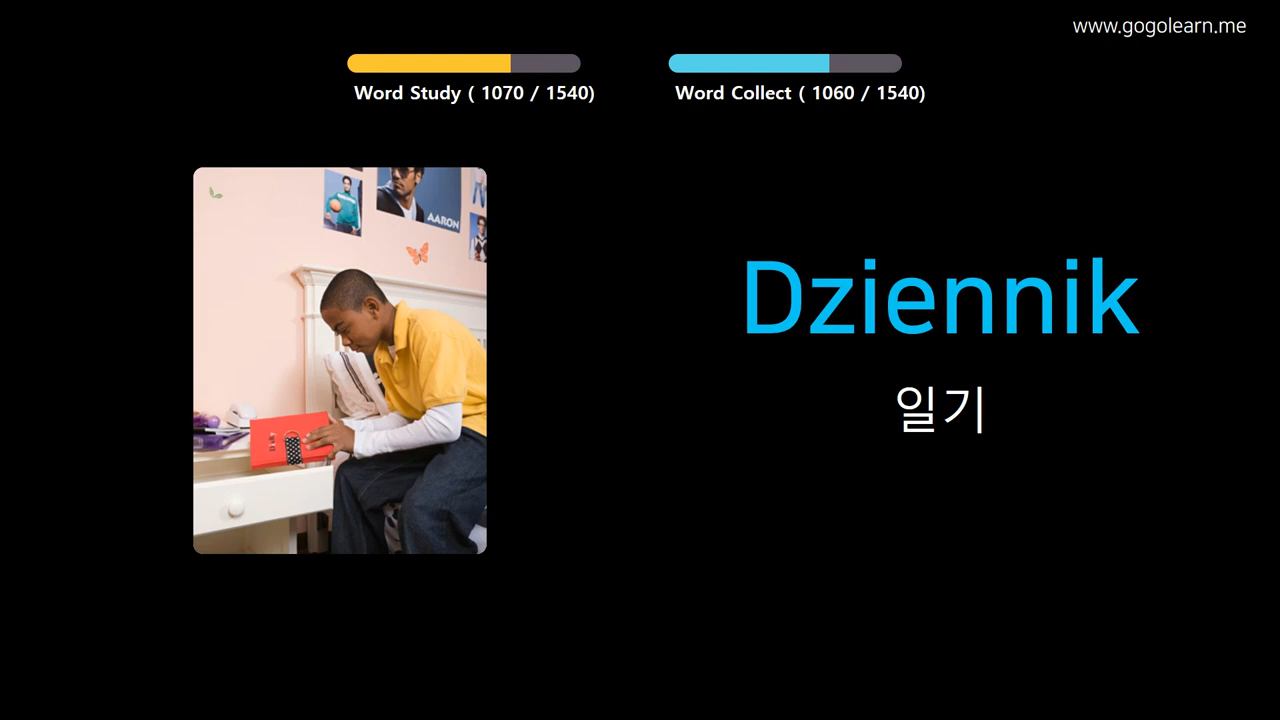 www.gogolearn.me
Word Study ( 1070 / 1540)
Word Collect ( 1060 / 1540)
AARON
Dziennik
일기